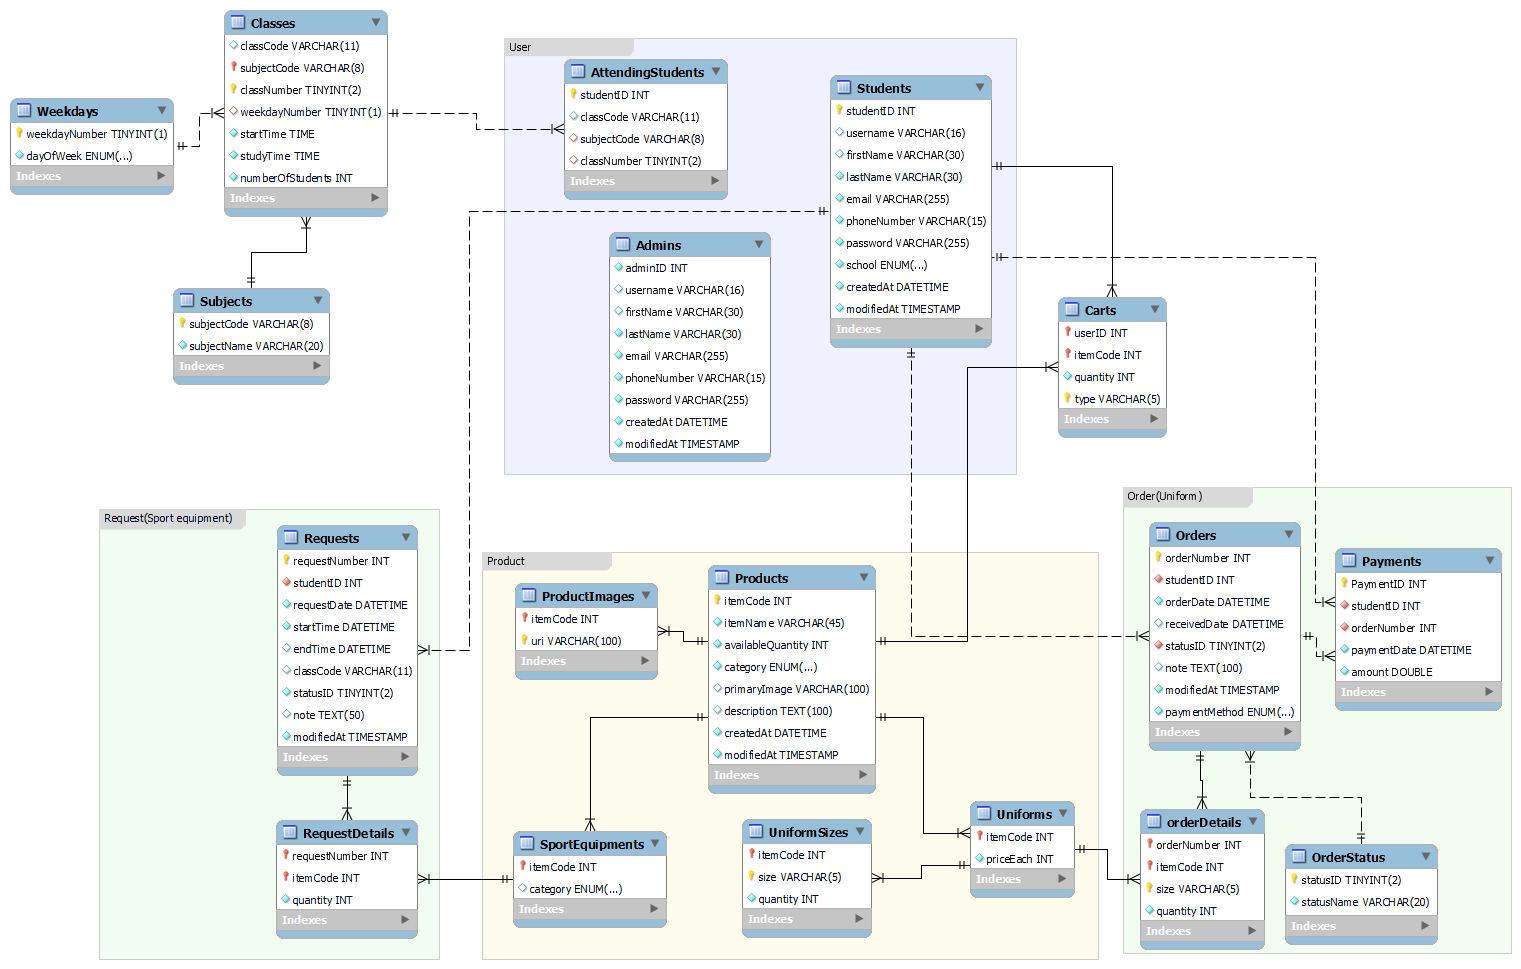 Classes
classCode VARCHAR(11)
subjectCode VARCHAR(8)
classNumber TINYINT(2)
weekdayNumber TINYINT(1)
startTime TIME
studyTime TIME
numberOfStudents INT
Indexes
Weekdays
weekdayNumber TINYINT(1)
dayOfWeek ENUM(...)
Indexes
Subjects
subjectCode VARCHAR(8)
subjectName VARCHAR(20)
Indexes
User
AttendingStudents
studentID INT
classCode VARCHAR(11)
subjectCode VARCHAR(8)
classNumber TINYINT(2)
Indexes
Students
studentID INT
username VARCHAR(16)
firstName VARCHAR(30)
lastName VARCHAR(30)
email VARCHAR(255)
phoneNumber VARCHAR(15)
password VARCHAR(255)
school ENUM(...)
createdAt DATETIME
modifiedAt TIMESTAMP
Indexes
Admins
adminID INT
username VARCHAR(16)
firstName VARCHAR(30)
lastName VARCHAR(30)
email VARCHAR(255)
phoneNumber VARCHAR(15)
password VARCHAR(255)
createdAt DATETIME
modifiedAt TIMESTAMP
Carts
userID INT
itemCode INT
quantity INT
type VARCHAR(5)
Indexes
Request(Sport equipment)
Requests
requestNumber INT
studentID INT
requestDate DATETIME
startTime DATETIME
endTime DATETIME
classCode VARCHAR(11)
statusID TINYINT(2)
note TEXT(50)
modifiedAt TIMESTAMP
Indexes
RequestDetails
requestNumber INT
itemCode INT
quantity INT
Indexes
Product
ProductImages
itemCode INT
uri VARCHAR(100)
Indexes
Products
itemCode INT
itemName VARCHAR(45)
availableQuantity INT
category ENUM(...)
primaryImage VARCHAR(100)
description TEXT(100)
createdAt DATETIME
modifiedAt TIMESTAMP
Indexes
SportEquipments
itemCode INT
category ENUM(...)
Indexes
UniformSizes
itemCode INT
size VARCHAR(5)
quantity INT
Indexes
Uniforms
itemCode INT
priceEach INT
Indexes
Order(Uniform)
Orders
orderNumber INT
studentID INT
orderDate DATETIME
receivedDate DATETIME
statusID TINYINT(2)
note TEXT(100)
modifiedAt TIMESTAMP
paymentMethod ENUM(...)
Indexes
Payments
PaymentID INT
studentID INT
orderNumber INT
paymentDate DATETIME
amount DOUBLE
Indexes
orderDetails
orderNumber INT
itemCode INT
size VARCHAR(5)
quantity INT
Indexes
OrderStatus
statusID TINYINT(2)
statusName VARCHAR(20)
Indexes